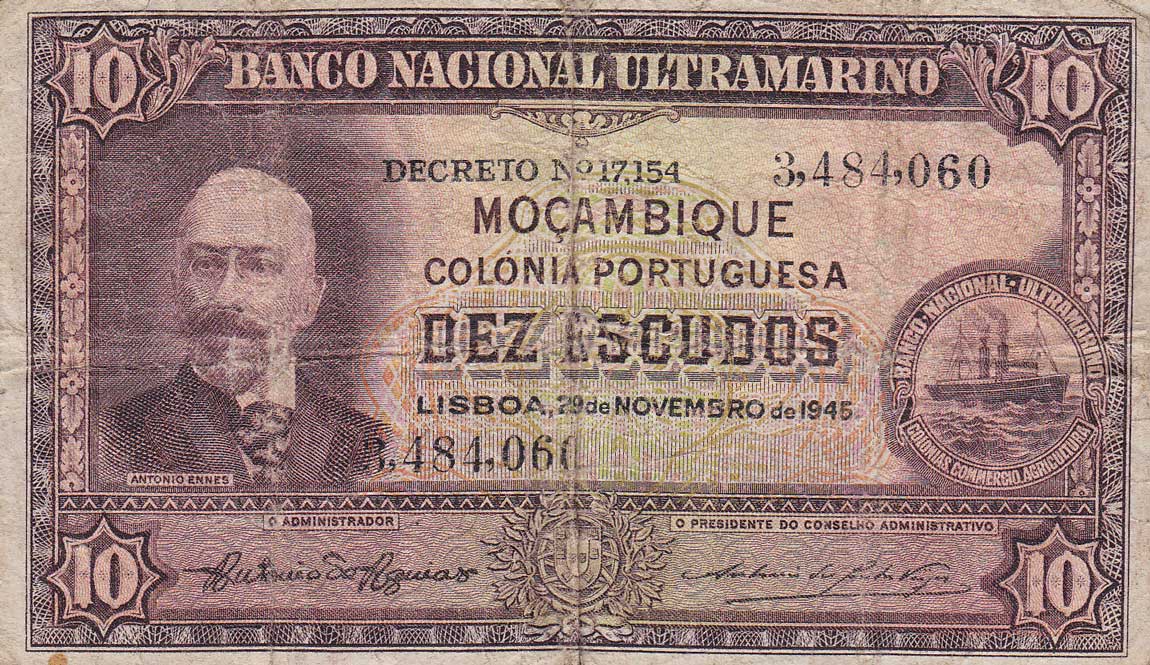 10 BANCO NACIONAL ULTRAMARINO 10
DECRETO Nº 17.154 3,484,060
MOÇAMBIQUE
COLÓNIA PORTUGUESA
DEZ ESCUDOS
LISBOA, 29 de NOVEMBRO de 1945
3,484,060
BANCO·NACIONAL·ULTRAMARINO
COLONIAS COMMERCIO, AGRICULTURA
ANTONIO ENNES
O ADMINISTRADOR
O PRESIDENTE DO CONSELHO ADMINISTRATIVO
10 10